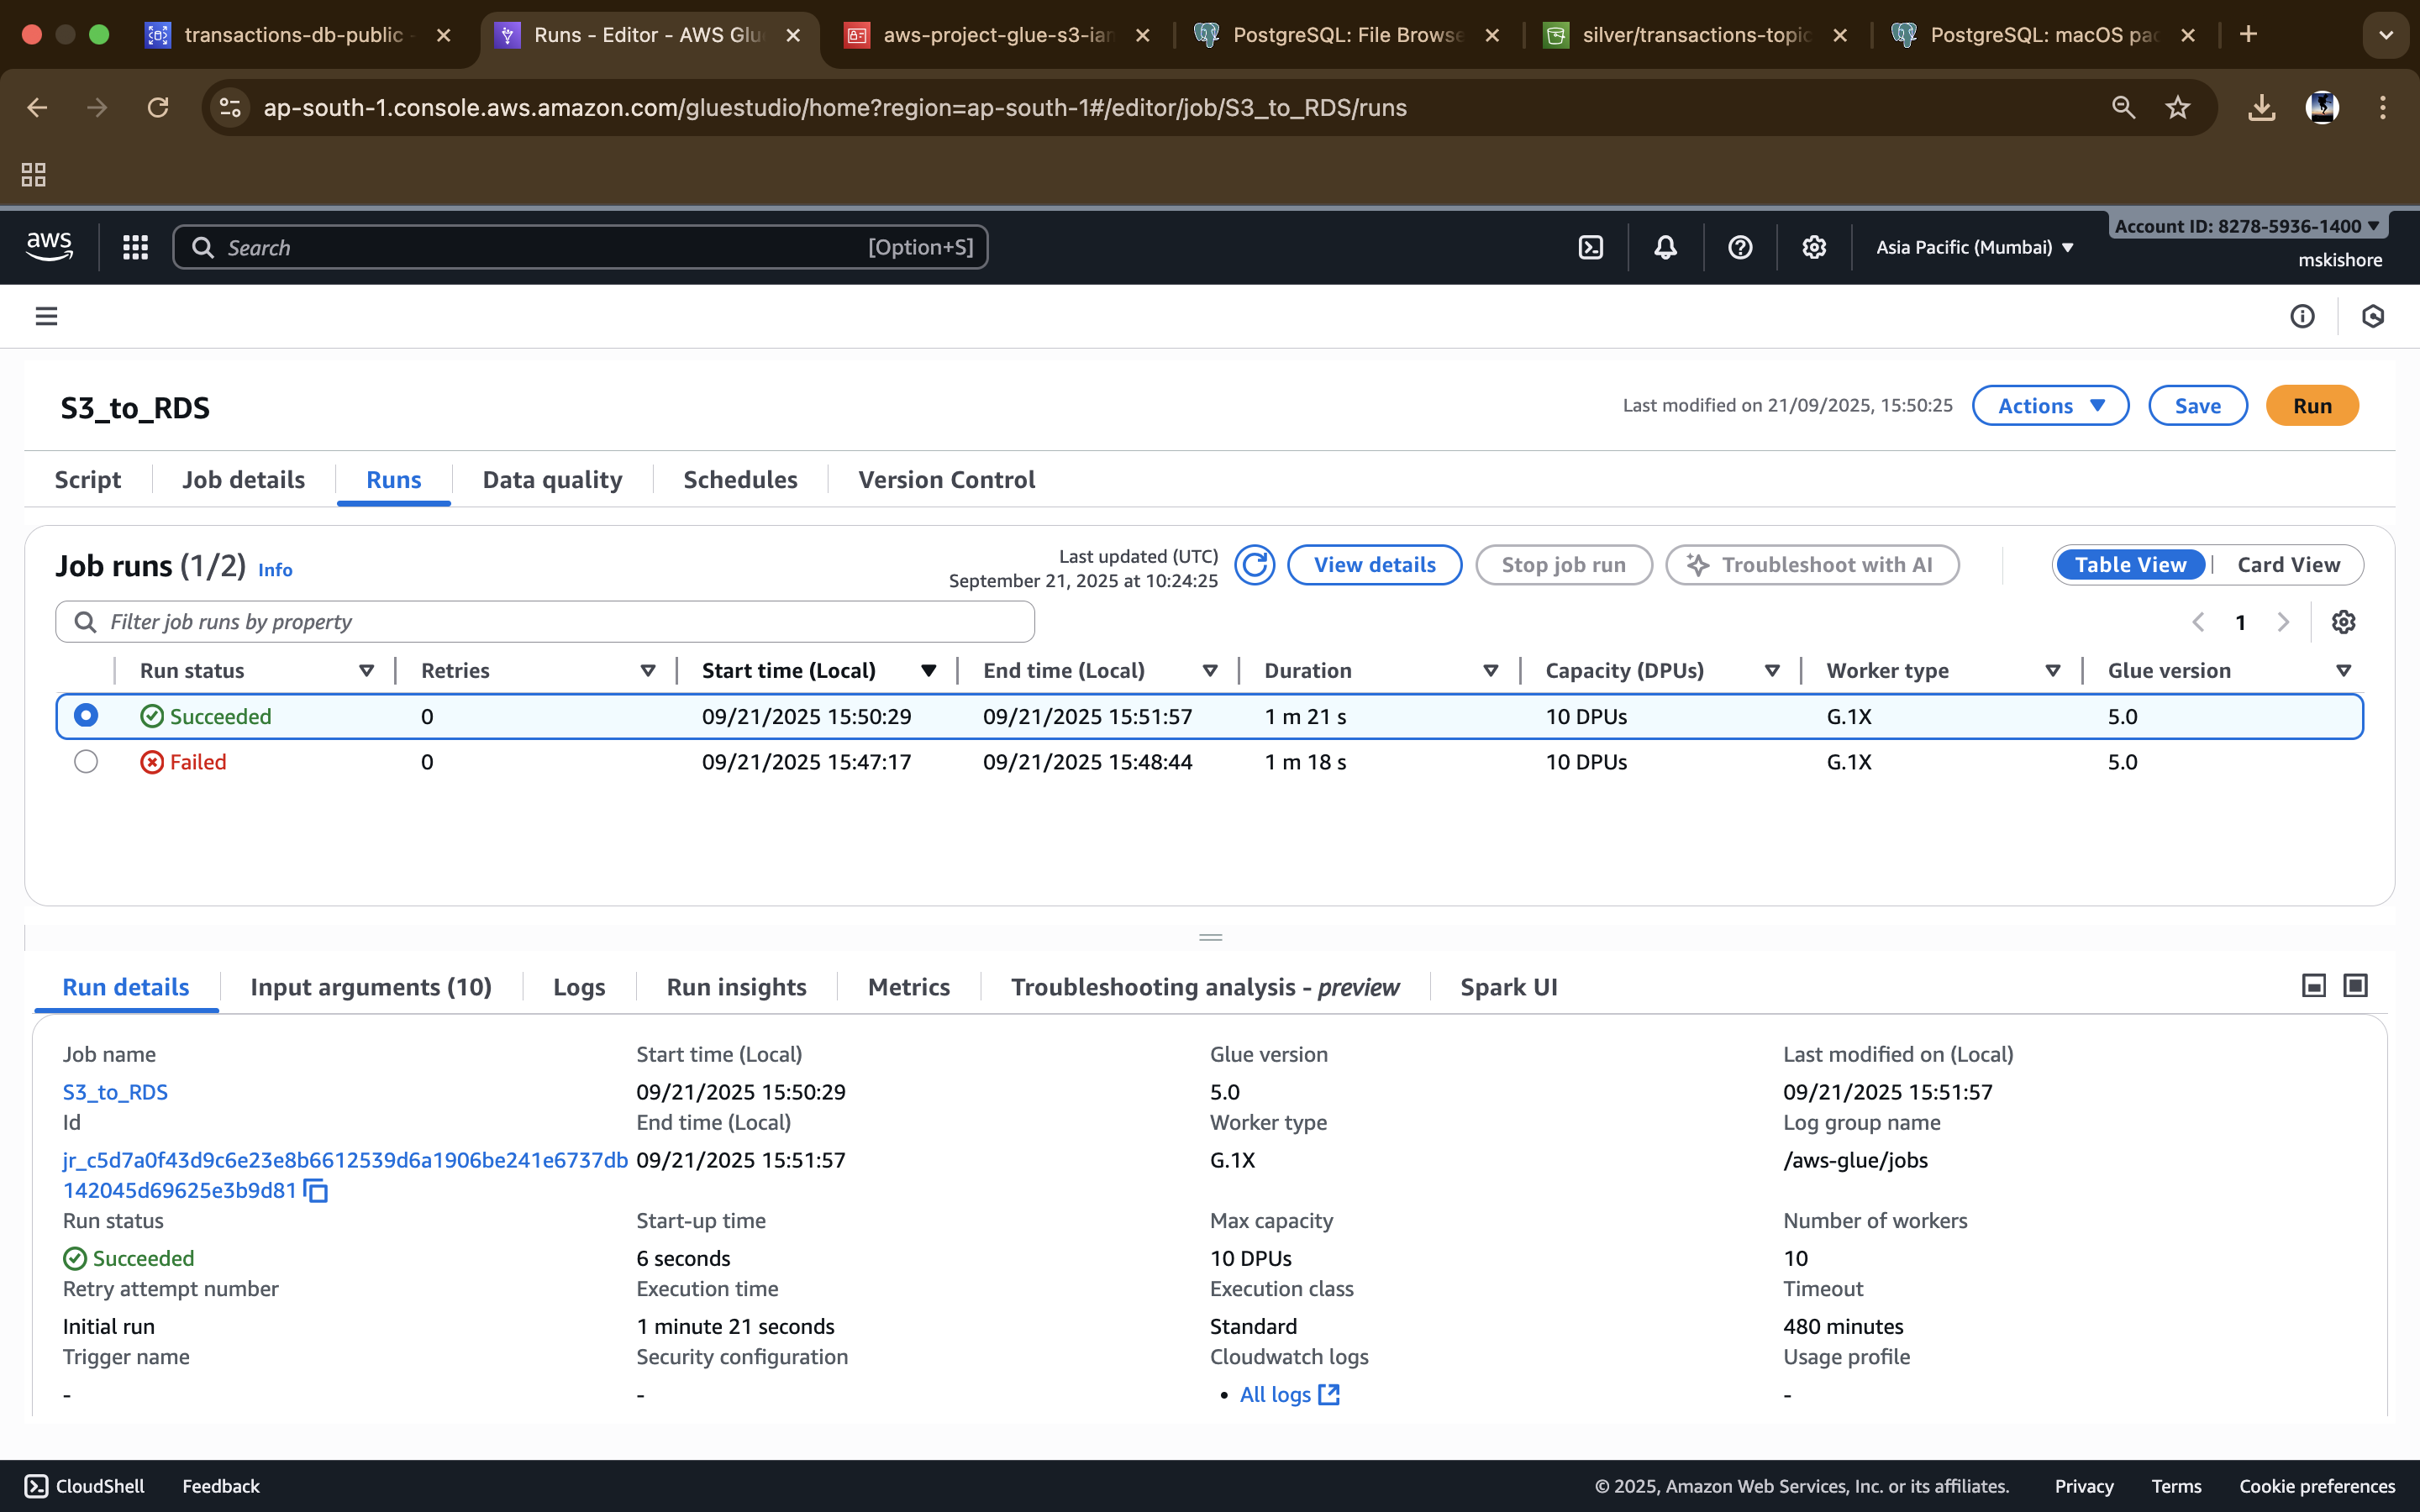 transactions-db-public -
Runs - Editor - AWS Glu
aws-project-glue-s3-iam
PostgreSQL: File Browse
silver/transactions-topic
PostgreSQL: macOS pac
ap-south-1.console.aws.amazon.com/gluestudio/home?region=ap-south-1#/editor/job/S3_to_RDS/runs
aws
Search
[Option+S]
Asia Pacific (Mumbai)
Account ID: 8278-5936-1400
mskishore
S3_to_RDS
Last modified on 21/09/2025, 15:50:25
Actions
Save
Run
Script
Job details
Runs
Data quality
Schedules
Version Control
Job runs (1/2) Info
Last updated (UTC)
September 21, 2025 at 10:24:25
View details
Stop job run
Troubleshoot with AI
Table View
Card View
Filter job runs by property
1
Run status Retries Start time (Local) End time (Local) Duration Capacity (DPUs) Worker type Glue version
Succeeded 0 09/21/2025 15:50:29 09/21/2025 15:51:57 1 m 21 s 10 DPUs G.1X 5.0
Failed 0 09/21/2025 15:47:17 09/21/2025 15:48:44 1 m 18 s 10 DPUs G.1X 5.0
Run details
Input arguments (10)
Logs
Run insights
Metrics
Troubleshooting analysis - preview
Spark UI
Job name Start time (Local) Glue version Last modified on (Local)
S3_to_RDS 09/21/2025 15:50:29 5.0 09/21/2025 15:51:57
Id End time (Local) Worker type Log group name
jr_c5d7a0f43d9c6e23e8b6612539d6a1906be241e6737db 09/21/2025 15:51:57 G.1X /aws-glue/jobs
142045d69625e3b9d81
Run status Start-up time Max capacity Number of workers
Succeeded 6 seconds 10 DPUs 10
Retry attempt number Execution time Execution class Timeout
Initial run 1 minute 21 seconds Standard 480 minutes
Trigger name Security configuration Cloudwatch logs Usage profile
- - • All logs -
CloudShell Feedback © 2025, Amazon Web Services, Inc. or its affiliates. Privacy Terms Cookie preferences